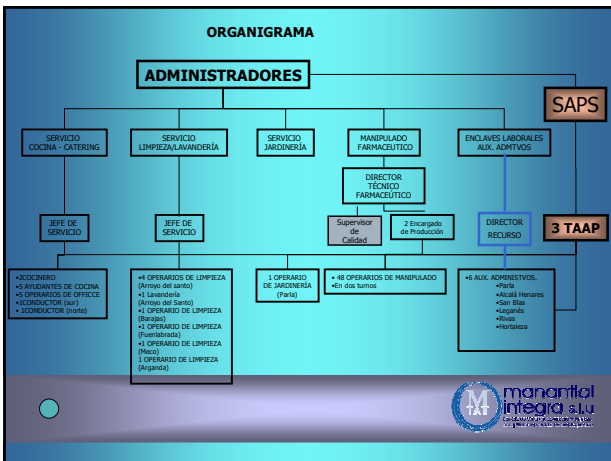 ORGANIGRAMA
ADMINISTRADORES
SAPS
SERVICIO
COCINA - CATERING
SERVICIO
LIMPIEZA/LAVANDERÍA
SERVICIO
JARDINERÍA
MANIPULADO
FARMACEUTICO
ENCLAVES LABORALES
AUX. ADMTVOS
DIRECTOR
TÉCNICO
FARMACEÚTICO
JEFE DE
SERVICIO
JEFE DE
SERVICIO
Supervisor
de
Calidad
2 Encargado
de Producción
DIRECTOR
RECURSO
3 TAAP
•JCOCINERO
•5 AYUDANTES DE COCINA
•5 OPERARIOS DE OFFICCE
•1CONDUCTOR (sur)
• 1CONDUCTOR (norte)
•4 OPERARIOS DE LIMPIEZA
(Arroyo del santo)
•1 Lavandería
(Arroyo del Santo)
•1 OPERARIO DE LIMPIEZA
(Barajas)
•1 OPERARIO DE LIMPIEZA
(Fuenlabrada)
•1 OPERARIO DE LIMPIEZA
(Meco)
1 OPERARIO DE LIMPIEZA
(Arganda)
1 OPERARIO
DE JARDINERÍA
(Parla)
• 48 OPERARIOS DE MANIPULADO
•En dos turnos
•6 AUX. ADMINISTVOS.
•Parla
•Alcalá Henares
•San Blas
•Leganés
•Rivas
•Hortaleza
manantial
integra s.l.u